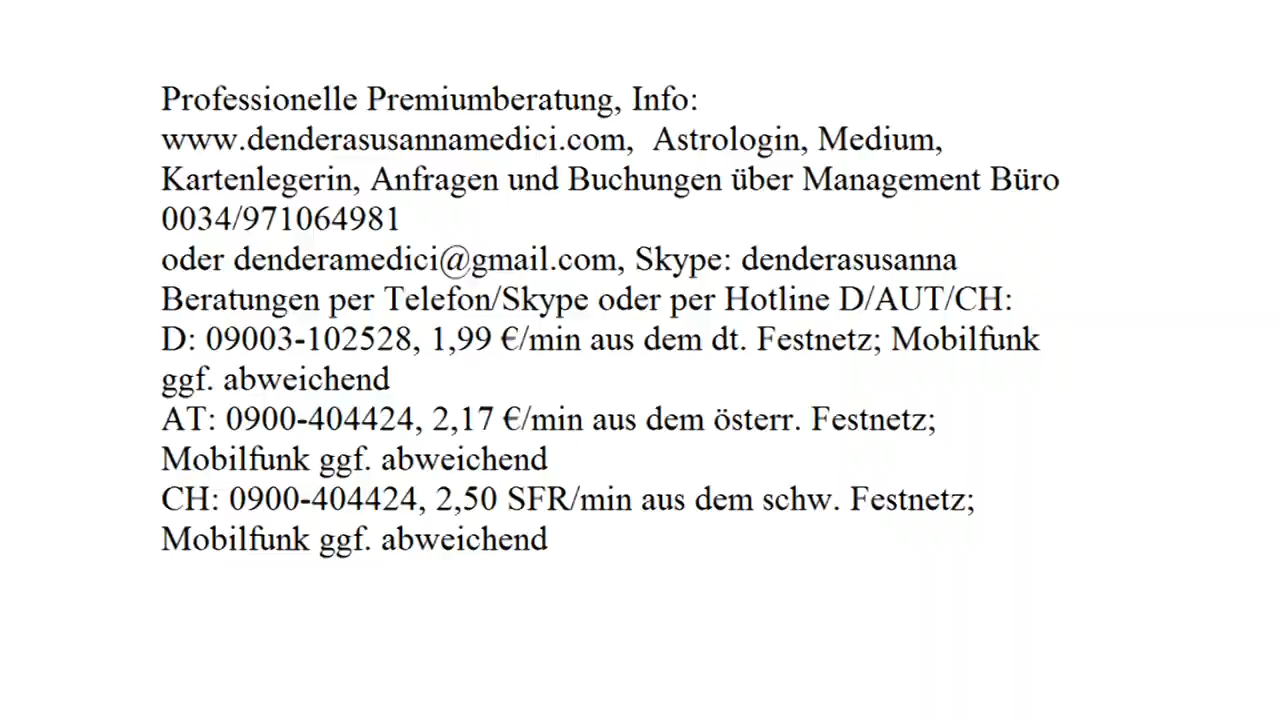 Professionelle Premiumberatung, Info:
www.denderasusannamedici.com,  Astrologin, Medium,
Kartenlegerin, Anfragen und Buchungen über Management Büro
0034/971064981
oder denderamedici@gmail.com, Skype: denderasusanna
Beratungen per Telefon/Skype oder per Hotline D/AUT/CH:
D: 09003-102528, 1,99 €/min aus dem dt. Festnetz; Mobilfunk
ggf. abweichend
AT: 0900-404424, 2,17 €/min aus dem österr. Festnetz;
Mobilfunk ggf. abweichend
CH: 0900-404424, 2,50 SFR/min aus dem schw. Festnetz;
Mobilfunk ggf. abweichend